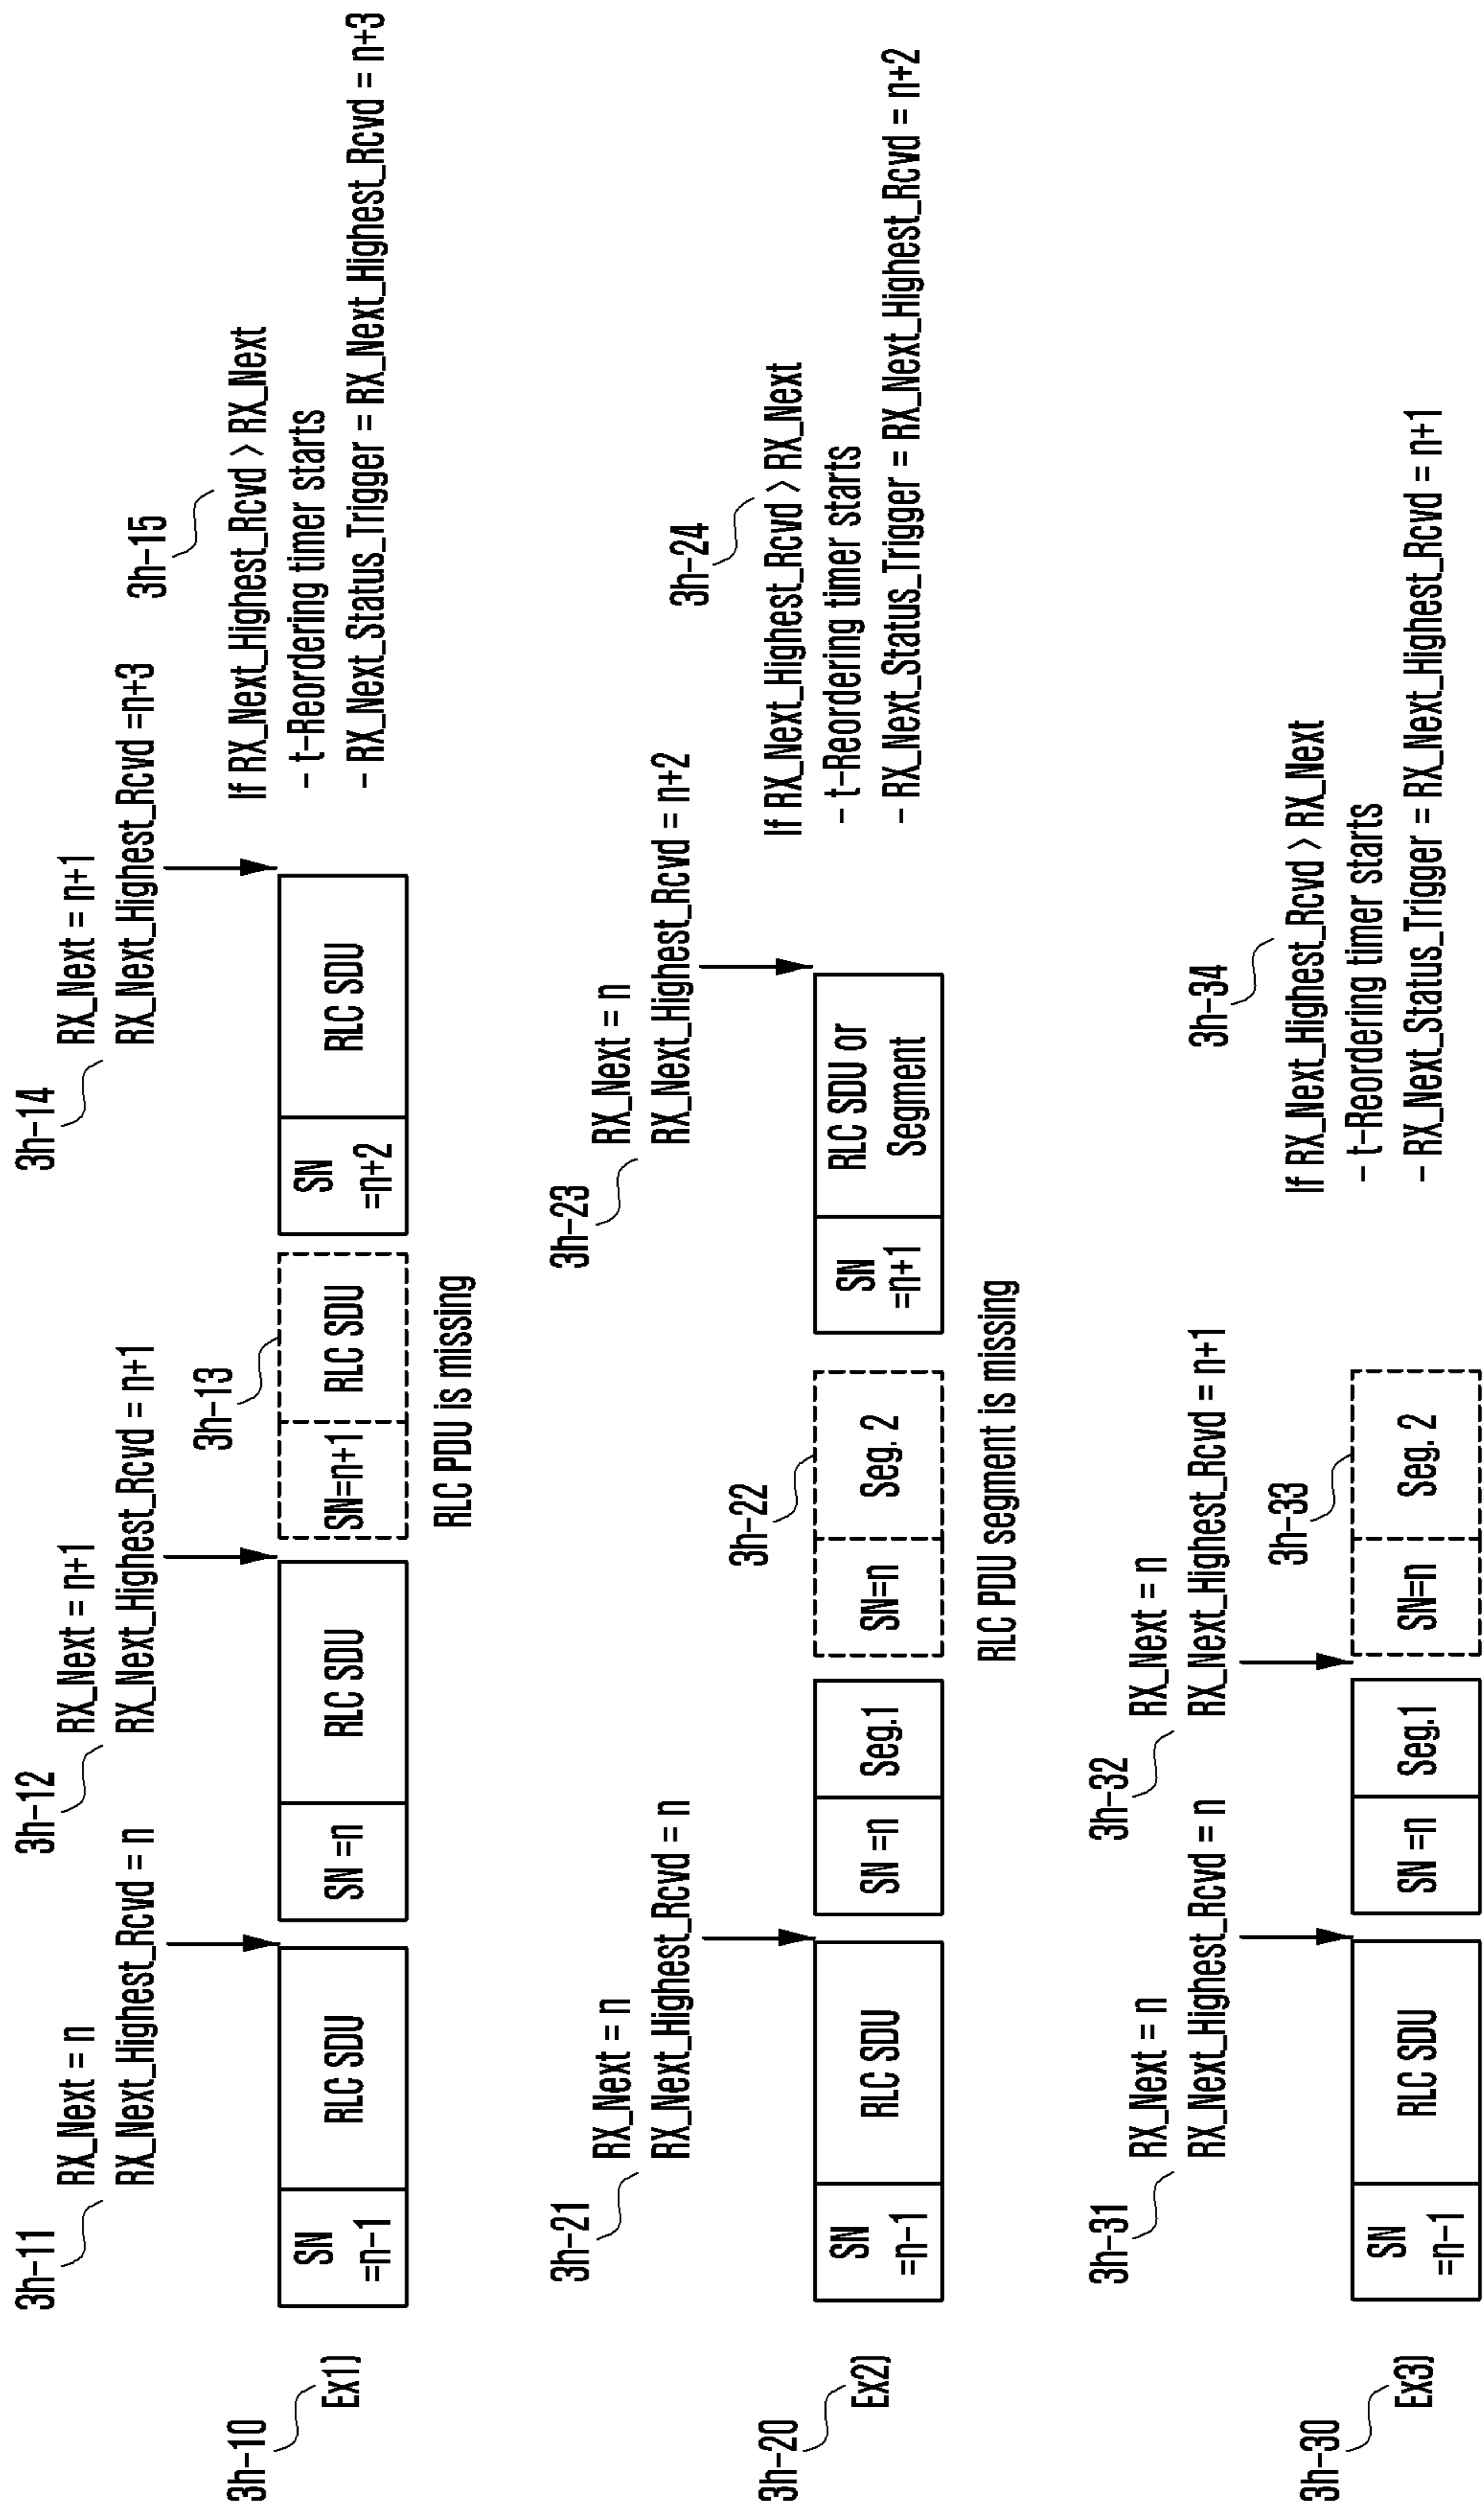 3h-10
Ex1)
3h-11
RX_Next = n
RX_Next_Highest_Rcvd = n
3h-12
RX_Next = n+1
RX_Next_Highest_Rcvd = n+1
3h-13
3h-14
RX_Next = n+1
RX_Next_Highest_Rcvd =n+3
3h-15
If RX_Next_Highest_Rcvd > RX_Next
- t-Reordering timer starts
- RX_Next_Status_Trigger = RX_Next_Highest_Rcvd = n+3
SN
=n-1
RLC SDU
SN =n
RLC SDU
SN=n+1
RLC SDU
SN
=n+2
RLC SDU
RLC PDU is missing
3h-20
Ex2)
3h-21
RX_Next = n
RX_Next_Highest_Rcvd = n
3h-22
3h-23
RX_Next = n
RX_Next_Highest_Rcvd = n+2
3h-24
If RX_Next_Highest_Rcvd > RX_Next
- t-Reordering timer starts
- RX_Next_Status_Trigger = RX_Next_Highest_Rcvd = n+2
SN
=n-1
RLC SDU
SN =n
Seg.1
SN=n
Seg. 2
SN
=n+1
RLC SDU or
Segment
RLC PDU segment is missing
3h-30
Ex3)
3h-31
RX_Next = n
RX_Next_Highest_Rcvd = n
3h-32
RX_Next = n
RX_Next_Highest_Rcvd = n+1
3h-33
3h-34
If RX_Next_Highest_Rcvd > RX_Next
- t-Reordering timer starts
- RX_Next_Status_Trigger = RX_Next_Highest_Rcvd = n+1
SN
=n-1
RLC SDU
SN =n
Seg.1
SN=n
Seg. 2